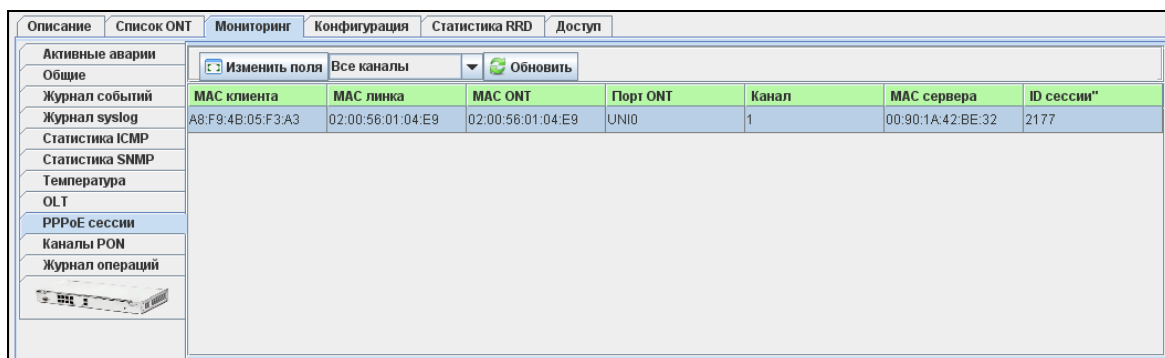 Описание Список ONT Мониторинг Конфигурация Статистика RRD Доступ
Активные аварии
Общие
Журнал событий
Журнал syslog
Статистика ICMP
Статистика SNMP
Температура
OLT
PPPoE сессии
Каналы PON
Журнал операций
Изменить поля Все каналы Обновить
MAC клиента MAC линка MAC ONT Порт ONT Канал MAC сервера ID сессии"
A8:F9:4B:05:F3:A3 02:00:56:01:04:E9 02:00:56:01:04:E9 UNI0 1 00:90:1A:42:BE:32 2177